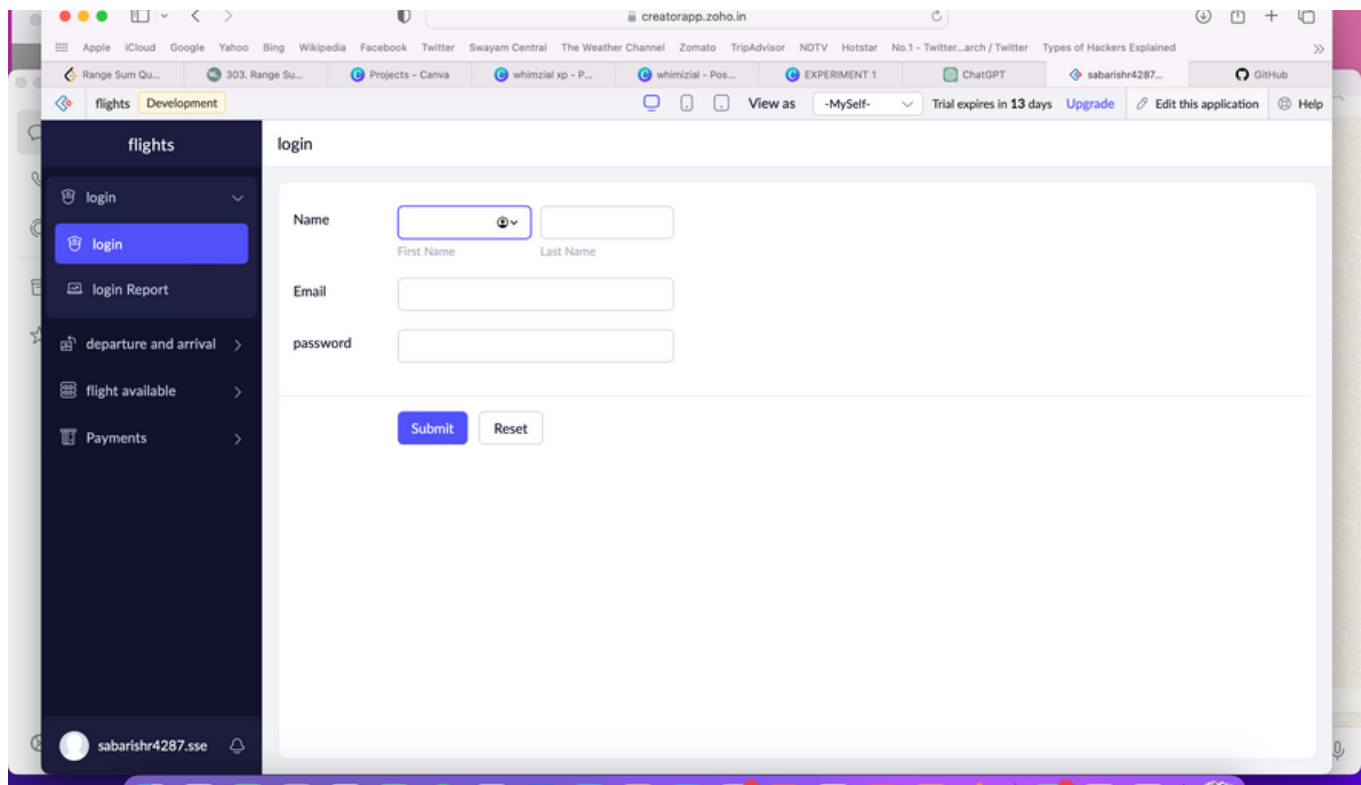 creatorapp.zoho.in
Apple iCloud Google Yahoo Bing Wikipedia Facebook Twitter Swayam Central The Weather Channel Zomato TripAdvisor NDTV Hotstar No.1 - Twitter...arch / Twitter Types of Hackers Explained
Range Sum Qu... 303. Range Su... Projects - Canva whimzial xp - P... whimizial - Pos... EXPERIMENT 1 ChatGPT sabarishr4287... GitHub
flights Development View as -MySelf- Trial expires in 13 days Upgrade Edit this application Help
flights
login
login
Name
login
First Name Last Name
login Report
Email
departure and arrival
password
flight available
Submit Reset
Payments
sabarishr4287.sse